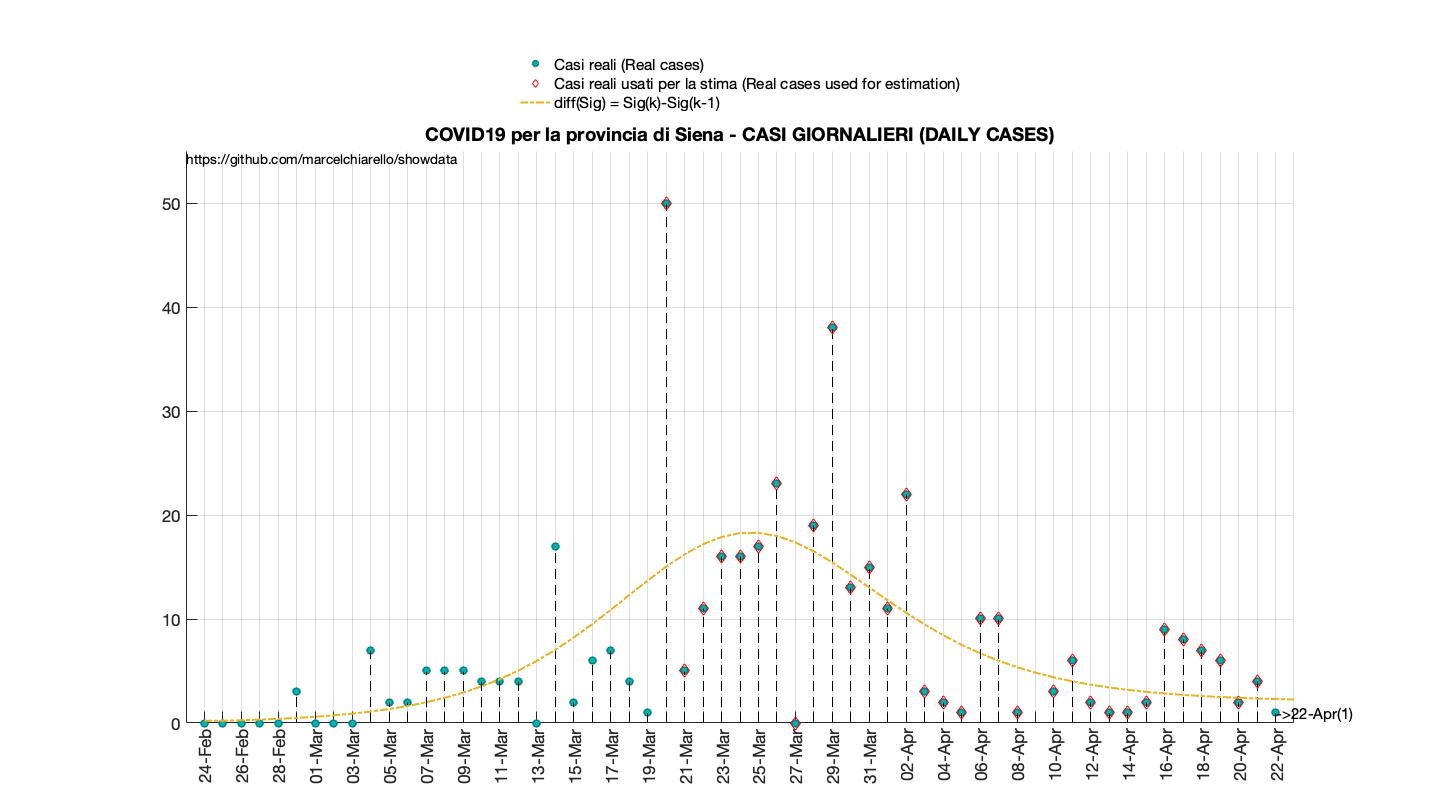 Casi reali (Real cases)
Casi reali usati per la stima (Real cases used for estimation)
diff(Sig) = Sig(k)-Sig(k-1)
COVID19 per la provincia di Siena - CASI GIORNALIERI (DAILY CASES)
https://github.com/marcelchiarello/showdata
50
40
30
20
10
0
->22-Apr(1)
24-Feb
26-Feb
28-Feb
01-Mar
03-Mar
05-Mar
07-Mar
09-Mar
11-Mar
13-Mar
15-Mar
17-Mar
19-Mar
21-Mar
23-Mar
25-Mar
27-Mar
29-Mar
31-Mar
02-Apr
04-Apr
06-Apr
08-Apr
10-Apr
12-Apr
14-Apr
16-Apr
18-Apr
20-Apr
22-Apr